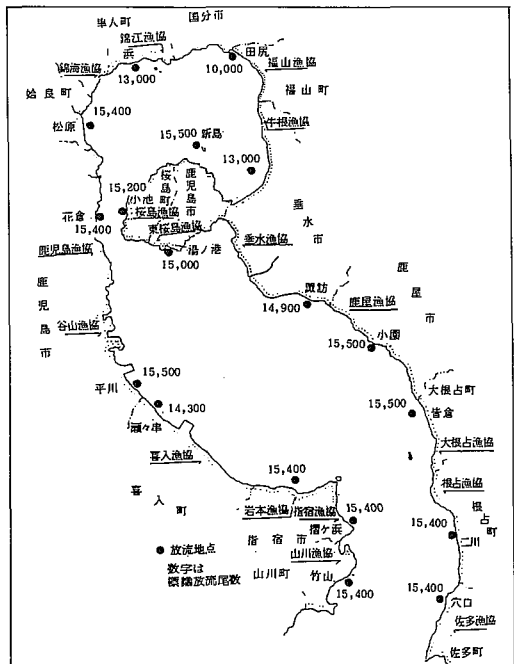 隼人町
国分市
錦江漁協
浜
田尻
錦海漁協
13,000
10,000
福山漁協
姶良町
福山町
15,400
松原
牛根漁協
15,500
新島
13,000
15,200
桜島町
鹿児島市
小池
桜島漁協
花倉
15,400
東桜島漁協
垂水市
湯ノ港
垂水漁協
鹿児島漁協
15,000
鹿屋市
鹿児島市
諏訪
鹿屋漁協
14,900
小園
谷山漁協
15,500
大根占町
15,500
平川
15,500
皆倉
14,300
瀬々串
大根占漁協
喜入漁協
根占漁協
15,400
喜入町
岩本漁協
指宿漁協
15,400
根占町
指宿市
摺ケ浜
15,400
二川
● 放流地点
山川漁協
数字は
標識放流尾数
山川町
竹山
15,400
15,400
穴口
佐多漁協
佐多町